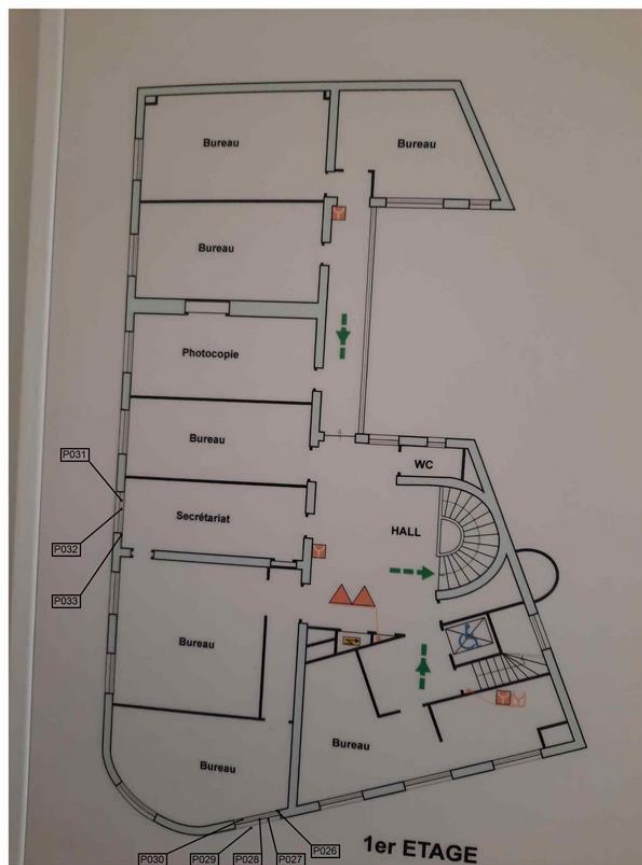 Bureau
Bureau
Bureau
Photocopie
Bureau
WC
P031
Secrétariat
HALL
P032
P033
Bureau
Bureau
Bureau
P026
P030
P029
P028
P027
1er ETAGE